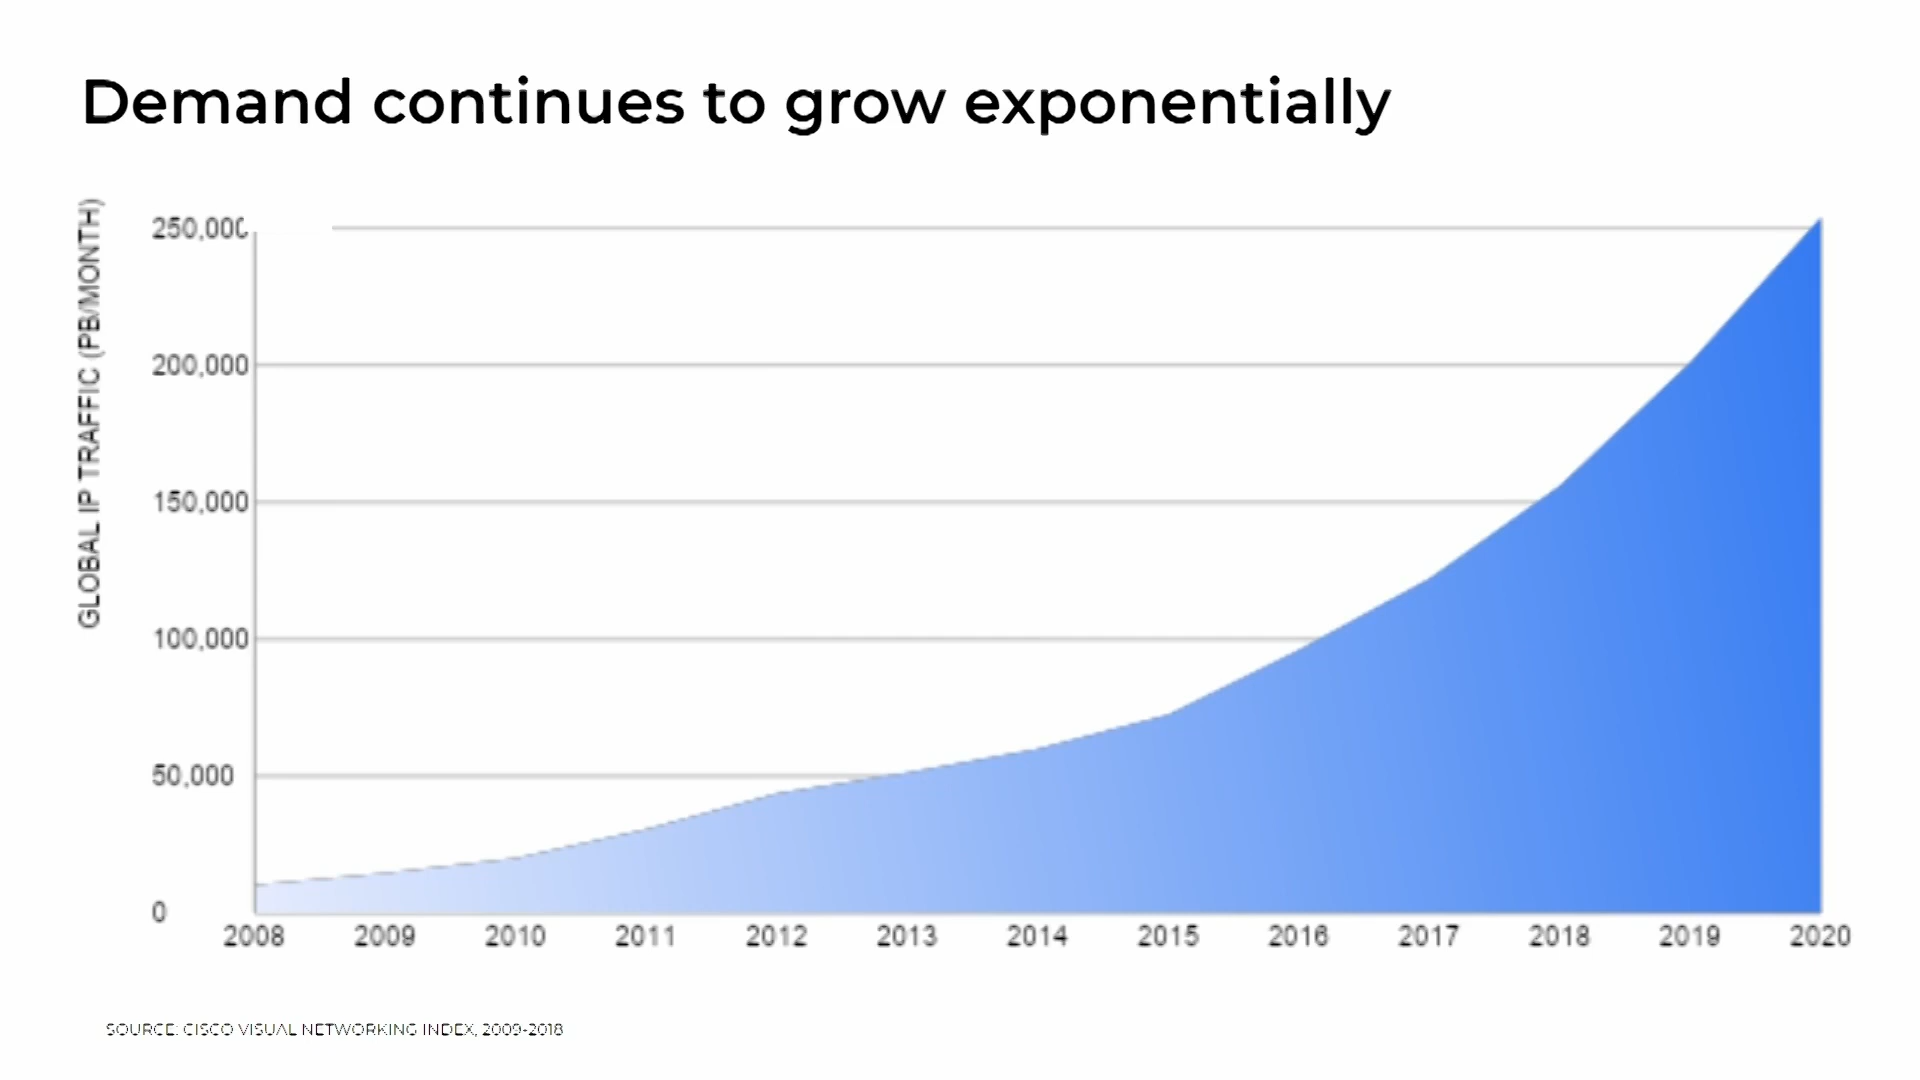 Demand continues to grow exponentially
GLOBAL IP TRAFFIC (PB/MONTH)
250,000
200,000
150,000
100,000
50,000
0
2008 2009 2010 2011 2012 2013 2014 2015 2016 2017 2018 2019 2020
SOURCE: CISCO VISUAL NETWORKING INDEX, 2009-2018